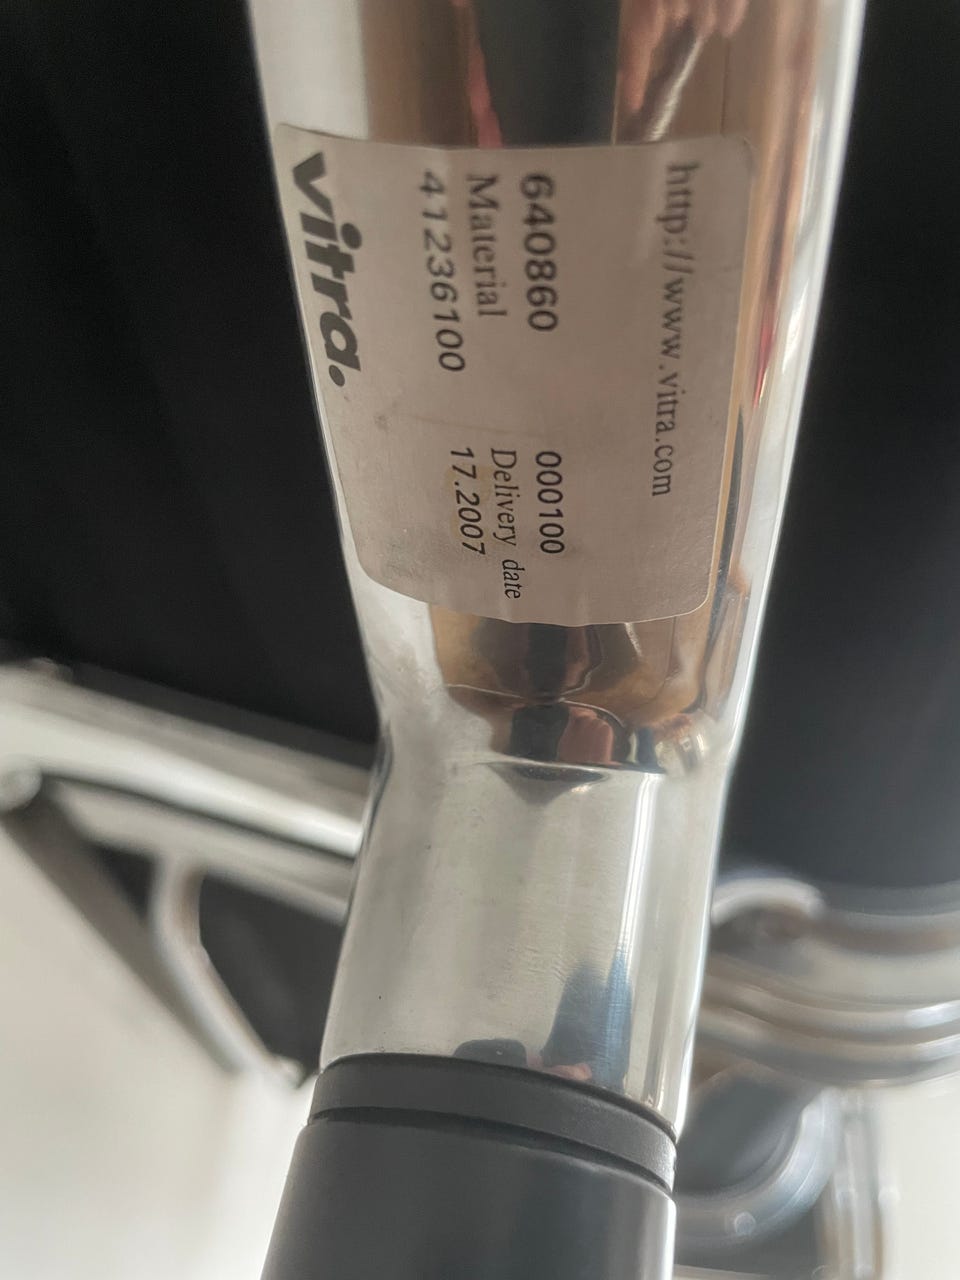 http://www.vitra.com
640860 000100
Material Delivery date
41236100 17.2007
vitra.